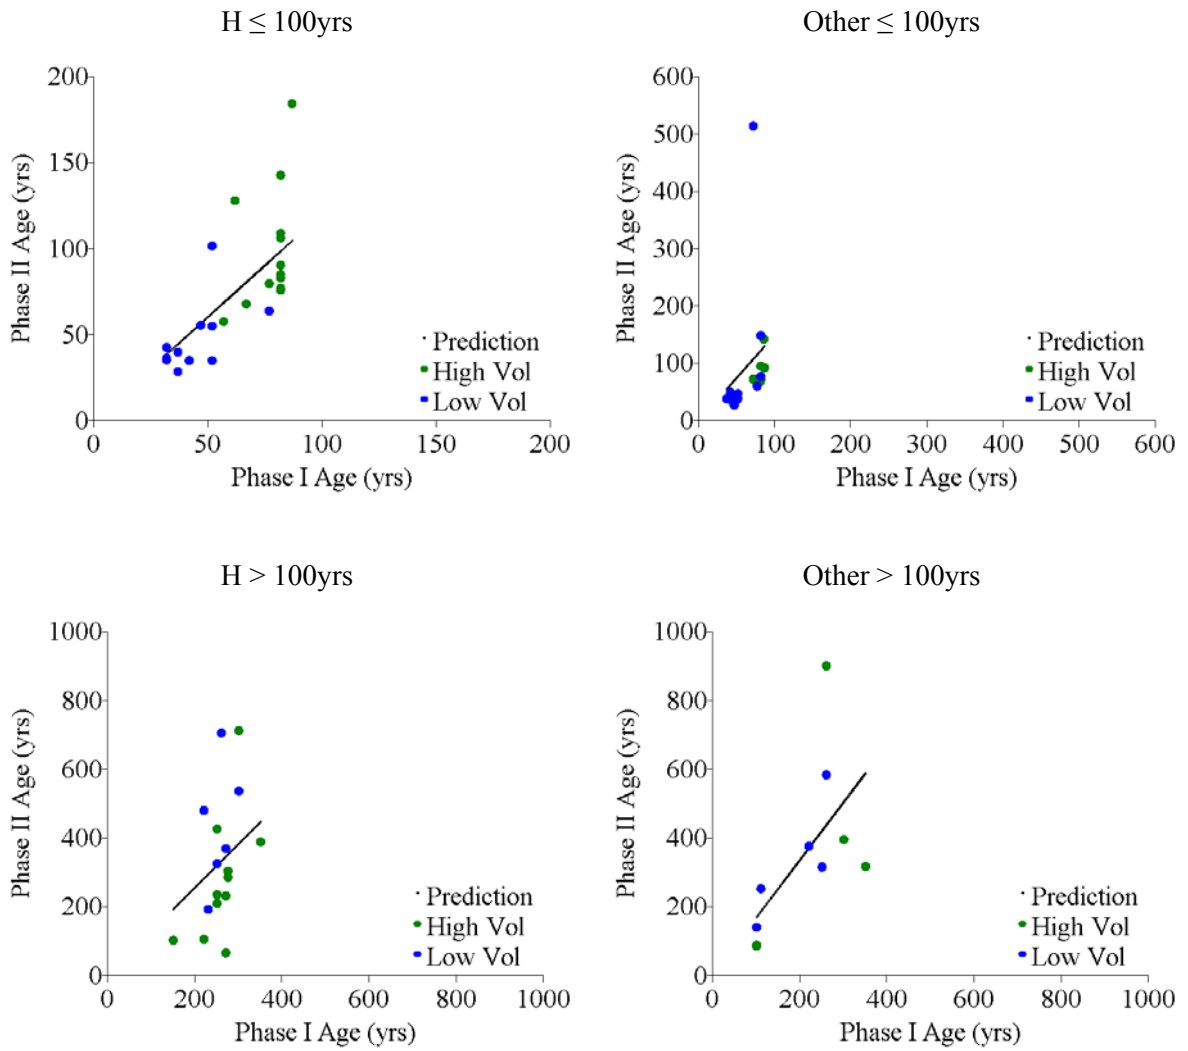 H ≤ 100yrs
200
150
100
50
0
0 50 100 150 200
Phase II Age (yrs)
Phase I Age (yrs)
Prediction
High Vol
Low Vol
Other ≤ 100yrs
600
500
400
300
200
100
0
0 100 200 300 400 500 600
Phase II Age (yrs)
Phase I Age (yrs)
Prediction
High Vol
Low Vol
H > 100yrs
1000
800
600
400
200
0
0 200 400 600 800 1000
Phase II Age (yrs)
Phase I Age (yrs)
Prediction
High Vol
Low Vol
Other > 100yrs
1000
800
600
400
200
0
0 200 400 600 800 1000
Phase II Age (yrs)
Phase I Age (yrs)
Prediction
High Vol
Low Vol